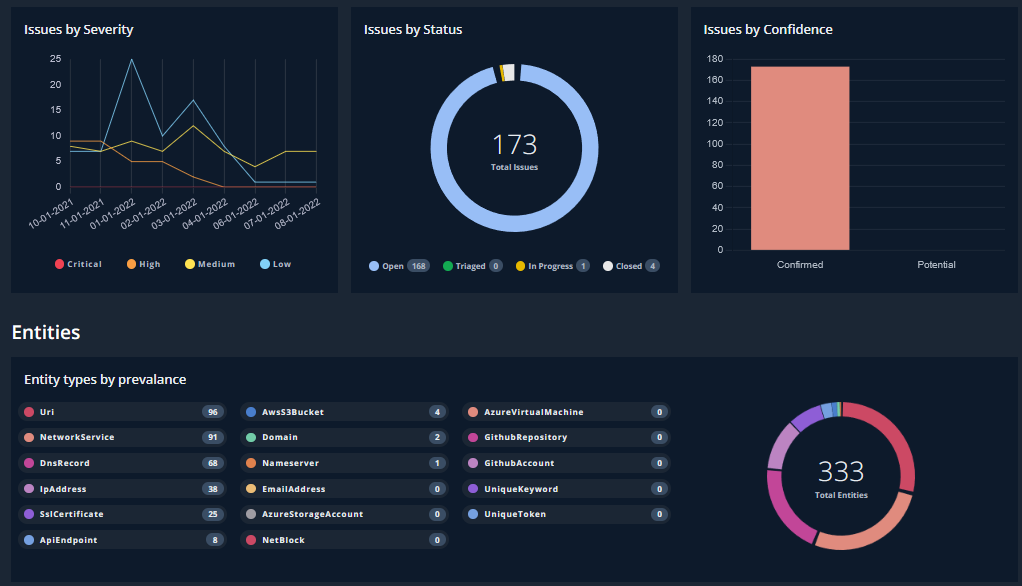 Issues by Severity
25
20
15
10
5
0
10-01-2021
11-01-2021
01-01-2022
02-01-2022
03-01-2022
04-01-2022
06-01-2022
07-01-2022
08-01-2022
Critical High Medium Low
Issues by Status
173
Total Issues
Open 168 Triaged 0 In Progress 1 Closed 4
Issues by Confidence
180
160
140
120
100
80
60
40
20
0
Confirmed Potential
Entities
Entity types by prevalance
Uri 96
NetworkService 91
DnsRecord 68
IpAddress 38
SslCertificate 25
ApiEndpoint 8
AwsS3Bucket 4
Domain 2
Nameserver 1
EmailAddress 0
AzureStorageAccount 0
NetBlock 0
AzureVirtualMachine 0
GithubRepository 0
GithubAccount 0
UniqueKeyword 0
UniqueToken 0
333
Total Entities